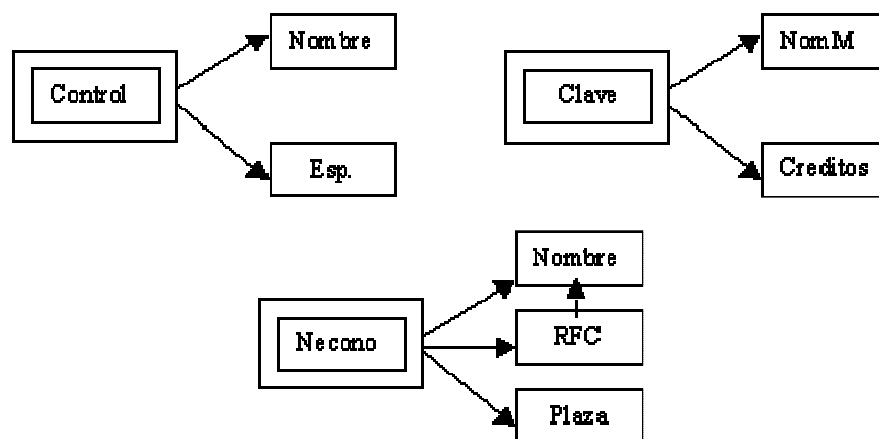 Nombre
Control
Esp.
NomM
Clave
Creditos
Nombre
Necono
RFC
Plaza